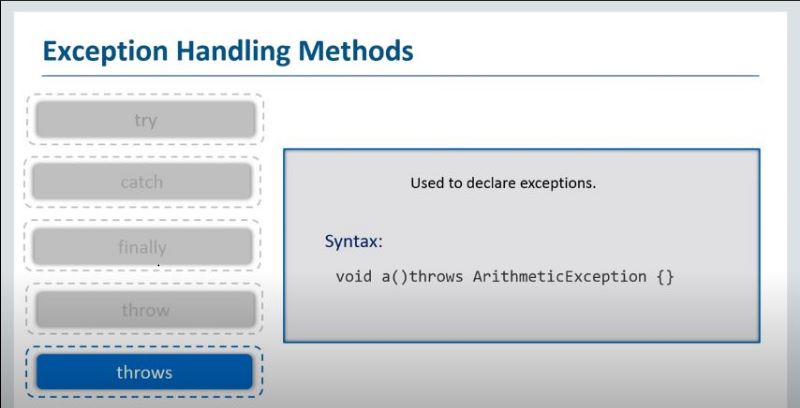 Exception Handling Methods
try
catch
finally
throw
throws
Used to declare exceptions.
Syntax:
void a()throws ArithmeticException {}